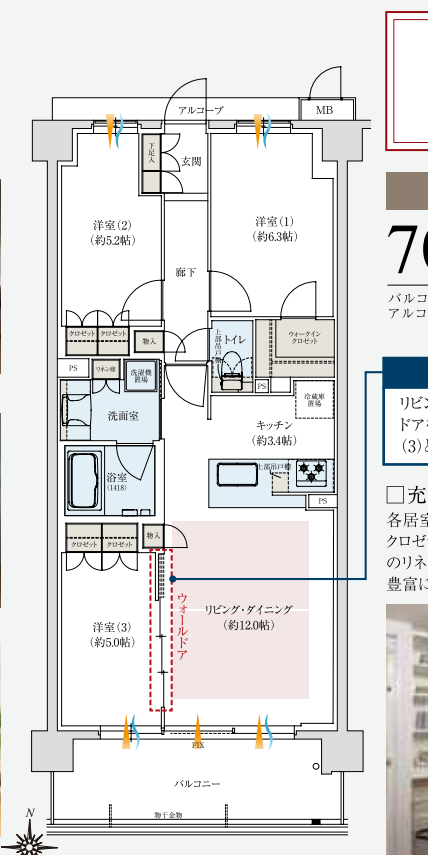 アルコーブ
MB
下足入
玄関
洋室(2)
(約5.2帖)
洋室(1)
(約6.3帖)
廊下
クロゼット
クロゼット
物入
上部吊戸棚
トイレ
ウォークイン
クロゼット
PS
リネン庫
洗濯機
置場
PS
冷蔵庫
置場
洗面室
キッチン
(約3.4帖)
浴室
(1418)
上部吊戸棚
PS
クロゼット
クロゼット
物入
ウォールドア
リビング・ダイニング
(約12.0帖)
洋室(3)
(約5.0帖)
FIX
バルコニー
物干金物
N
7
バルコ
アルコ
リビン
ドア
(3)と
□充
各居室
クロゼ
のリネ
豊富に